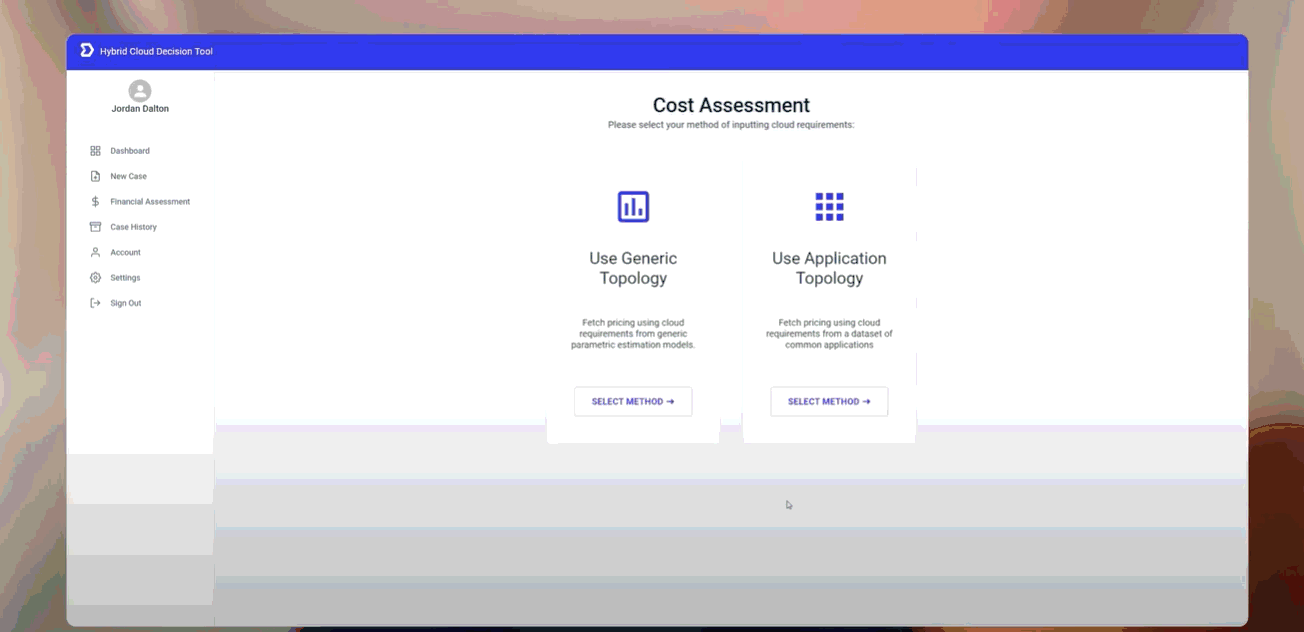 Hybrid Cloud Decision Tool
Jordan Dalton
Dashboard
New Case
Financial Assessment
Case History
Account
Settings
Sign Out
Cost Assessment
Please select your method of inputting cloud requirements:
Use Generic
Topology
Fetch pricing using cloud
requirements from generic
parametric estimation models.
SELECT METHOD →
Use Application
Topology
Fetch pricing using cloud
requirements from a dataset of
common applications
SELECT METHOD →